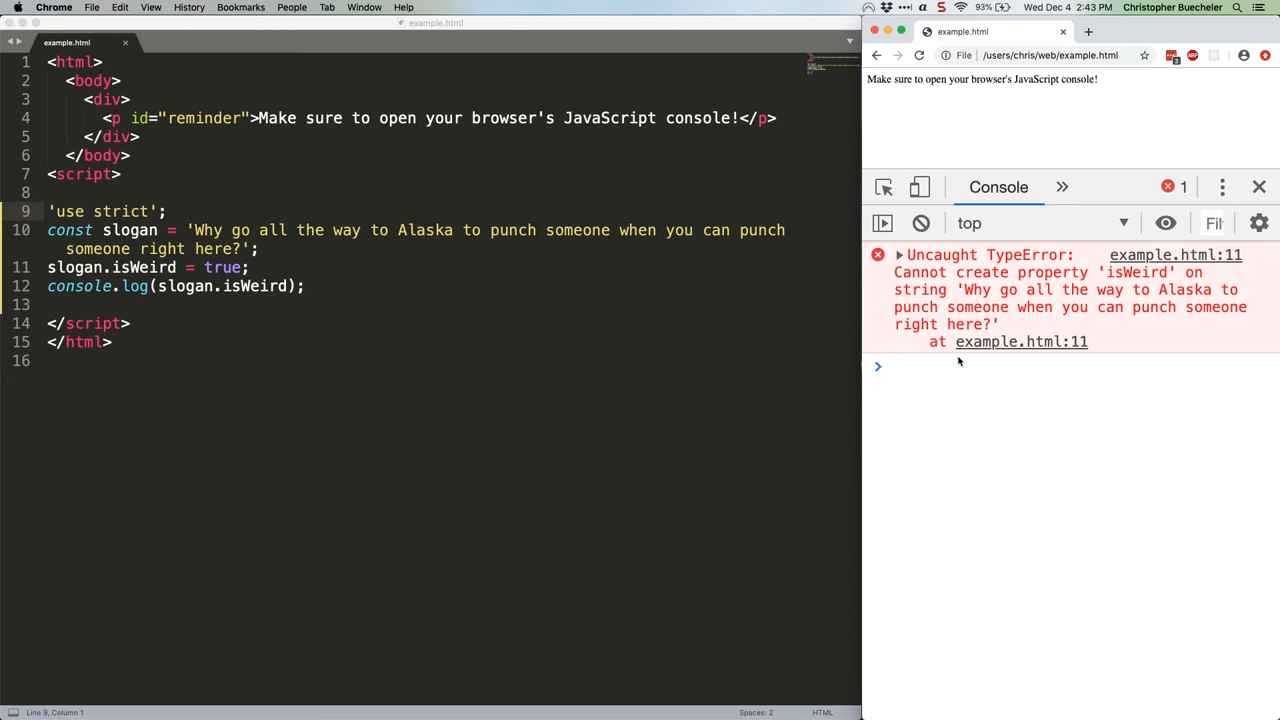 Chrome File Edit View History Bookmarks People Tab Window Help
93% Wed Dec 4 2:43 PM Christopher Buecheler
example.html
example.html
1 <html>
2 <body>
3 <div>
4 <p id="reminder">Make sure to open your browser's JavaScript console!</p>
5 </div>
6 </body>
7 <script>
8
9 'use strict';
10 const slogan = 'Why go all the way to Alaska to punch someone when you can punch
someone right here?';
11 slogan.isWeird = true;
12 console.log(slogan.isWeird);
13
14 </script>
15 </html>
16
Line 9, Column 1
Spaces: 2
HTML
example.html
File /users/chris/web/example.html
3
ABP
Make sure to open your browser's JavaScript console!
Console 1
top Fil
Uncaught TypeError: example.html:11
Cannot create property 'isWeird' on
string 'Why go all the way to Alaska to
punch someone when you can punch someone
right here?'
at example.html:11